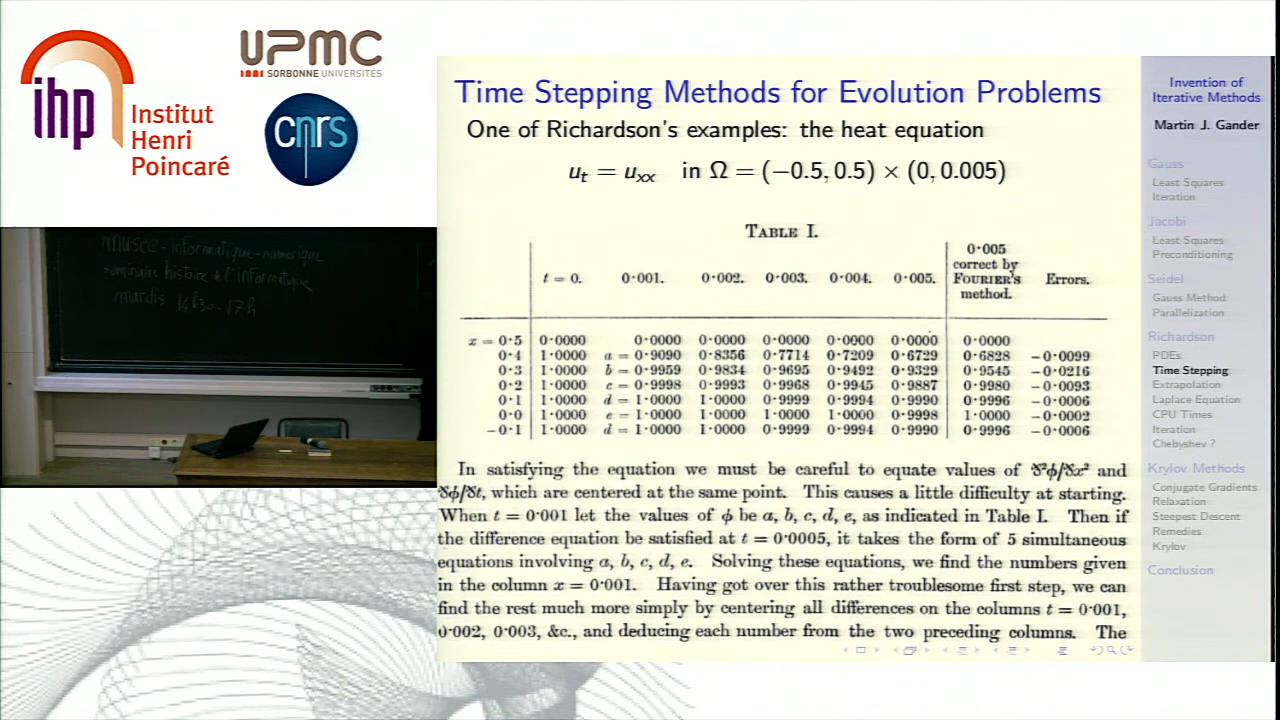 ihp
Institut
Henri
Poincaré
UPMC
SORBONNE UNIVERSITES
cnrs
musée-informatique-numerique
seminaire histoire de l'informatique
mardis 14h30-17h
Time Stepping Methods for Evolution Problems
One of Richardson's examples: the heat equation
u_t = u_xx in Ω = (−0.5, 0.5) × (0, 0.005)
TABLE I.
t = 0. 0·001. 0·002. 0·003. 0·004. 0·005. 0·005 correct by FOURIER'S method. Errors.
x = 0·5 0·0000 0·0000 0·0000 0·0000 0·0000 0·0000 0·0000
0·4 1·0000 a = 0·9090 0·8356 0·7714 0·7209 0·6729 0·6828 −0·0099
0·3 1·0000 b = 0·9959 0·9834 0·9695 0·9492 0·9329 0·9545 −0·0216
0·2 1·0000 c = 0·9998 0·9993 0·9968 0·9945 0·9887 0·9980 −0·0093
0·1 1·0000 d = 1·0000 1·0000 0·9999 0·9994 0·9990 0·9996 −0·0006
0·0 1·0000 e = 1·0000 1·0000 1·0000 1·0000 0·9998 1·0000 −0·0002
−0·1 1·0000 d = 1·0000 1·0000 0·9999 0·9994 0·9990 0·9996 −0·0006
In satisfying the equation we must be careful to equate values of δ²φ/δx² and
δφ/δt, which are centered at the same point. This causes a little difficulty at starting.
When t = 0·001 let the values of φ be a, b, c, d, e, as indicated in Table I. Then if
the difference equation be satisfied at t = 0·0005, it takes the form of 5 simultaneous
equations involving a, b, c, d, e. Solving these equations, we find the numbers given
in the column x = 0·001. Having got over this rather troublesome first step, we can
find the rest much more simply by centering all differences on the columns t = 0·001,
0·002, 0·003, &c., and deducing each number from the two preceding columns. The
Invention of
Iterative Methods
Martin J. Gander
Gauss
Least Squares
Iteration
Jacobi
Least Squares
Preconditioning
Seidel
Gauss Method
Parallelization
Richardson
PDEs
Time Stepping
Extrapolation
Laplace Equation
CPU Times
Iteration
Chebyshev ?
Krylov Methods
Conjugate Gradients
Relaxation
Steepest Descent
Remedies
Krylov
Conclusion